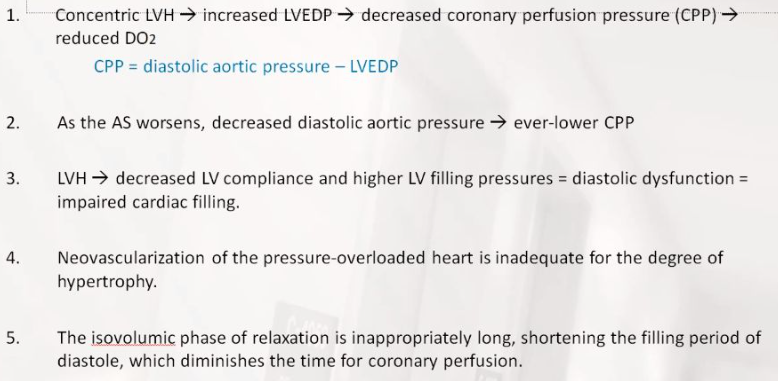 1. Concentric LVH → increased LVEDP → decreased coronary perfusion pressure (CPP) →
reduced DO2
CPP = diastolic aortic pressure – LVEDP
2. As the AS worsens, decreased diastolic aortic pressure → ever-lower CPP
3. LVH → decreased LV compliance and higher LV filling pressures = diastolic dysfunction =
impaired cardiac filling.
4. Neovascularization of the pressure-overloaded heart is inadequate for the degree of
hypertrophy.
5. The isovolumic phase of relaxation is inappropriately long, shortening the filling period of
diastole, which diminishes the time for coronary perfusion.